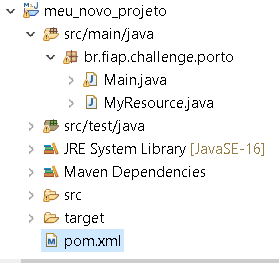 meu_novo_projeto
src/main/java
br.fiap.challenge.porto
Main.java
MyResource.java
src/test/java
JRE System Library [JavaSE-16]
Maven Dependencies
src
target
pom.xml